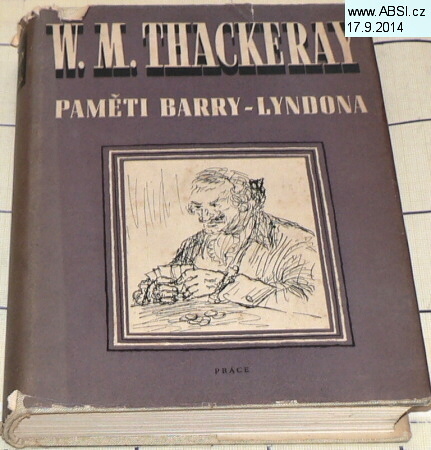 www.ABSI.cz
17.9.2014
W. M. THACKERAY
PAMĚTI BARRY-LYNDONA
PRÁCE